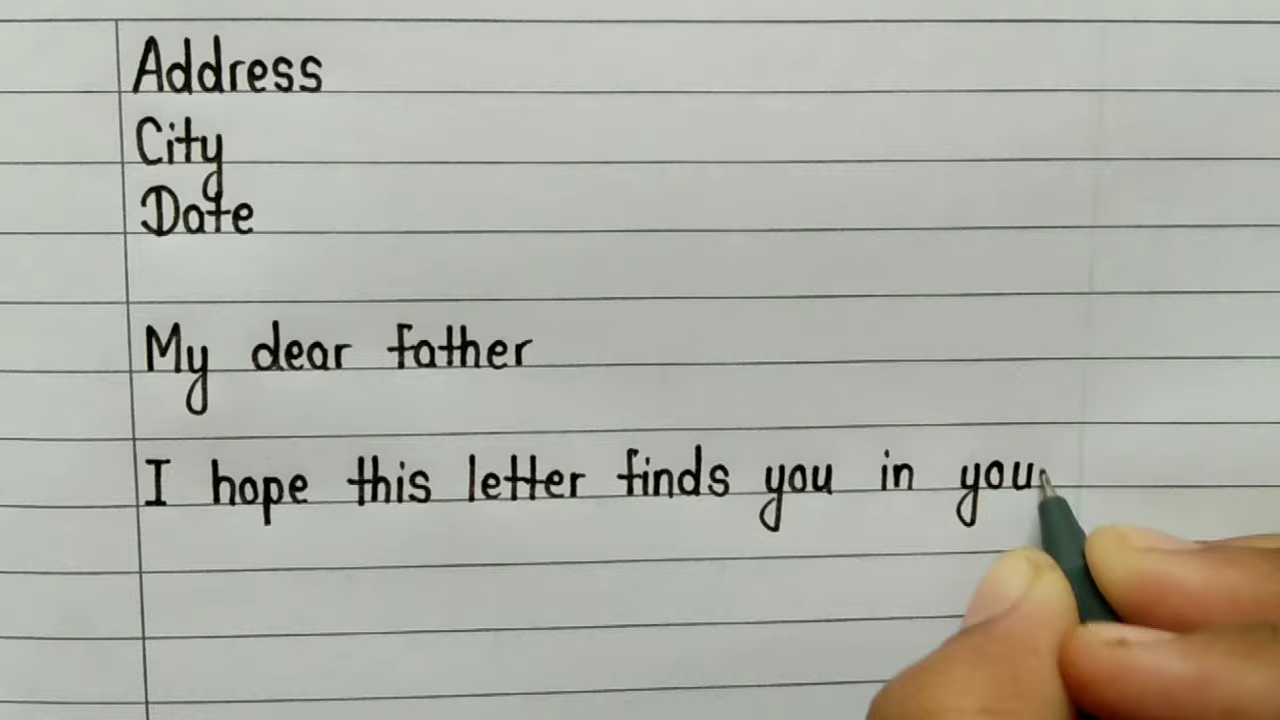 Address
City
Date
My dear father
I hope this letter finds you in you